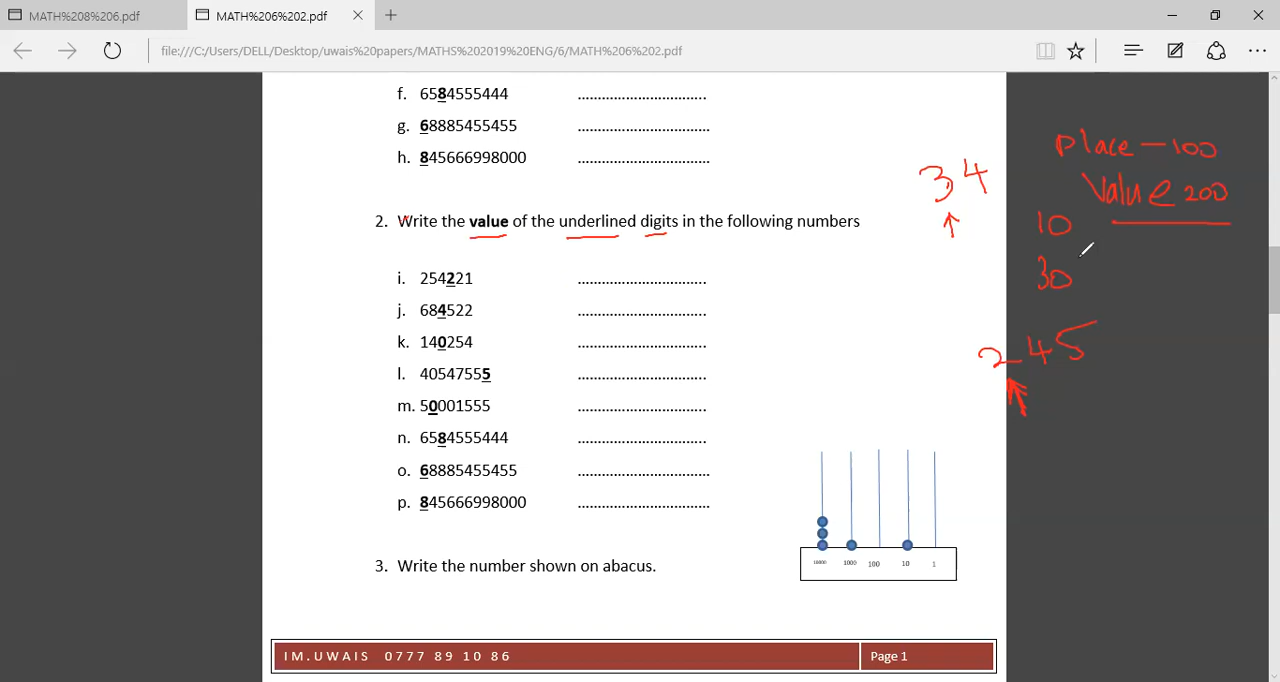 MATH%208%206.pdf
MATH%206%202.pdf
file:///C:/Users/DELL/Desktop/uwais%20papers/MATHS%202019%20ENG/6/MATH%206%202.pdf
f. 6584555444 ................................
g. 68885455455 .................................
h. 845666998000 .................................
Place — 100
Value 200
34
10
30
245
2. Write the value of the underlined digits in the following numbers
i. 254221 ................................
j. 684522 ................................
k. 140254 ................................
l. 40547555 ................................
m. 50001555 ................................
n. 6584555444 ................................
o. 68885455455 .................................
p. 845666998000 .................................
10000 1000 100 10 1
3. Write the number shown on abacus.
IM.UWAIS 0777 89 10 86
Page 1